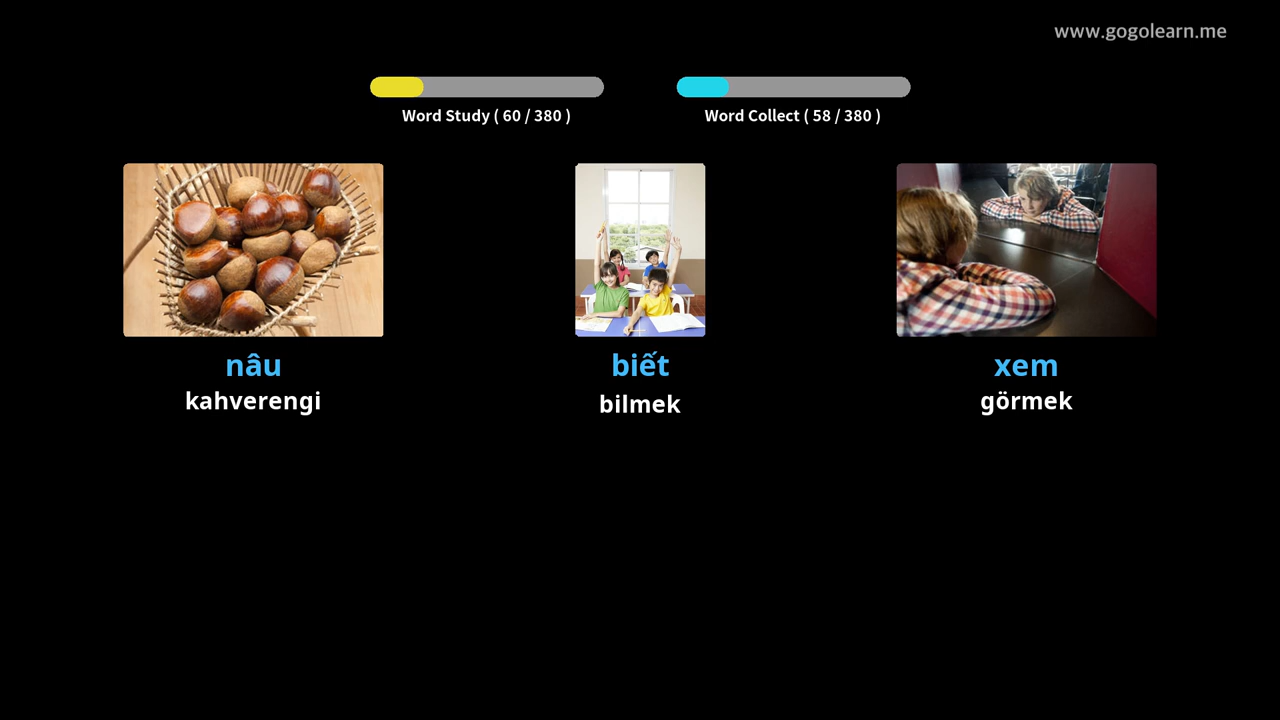 www.gogolearn.me
Word Study ( 60 / 380 )
Word Collect ( 58 / 380 )
nâu
kahverengi
biết
bilmek
xem
görmek